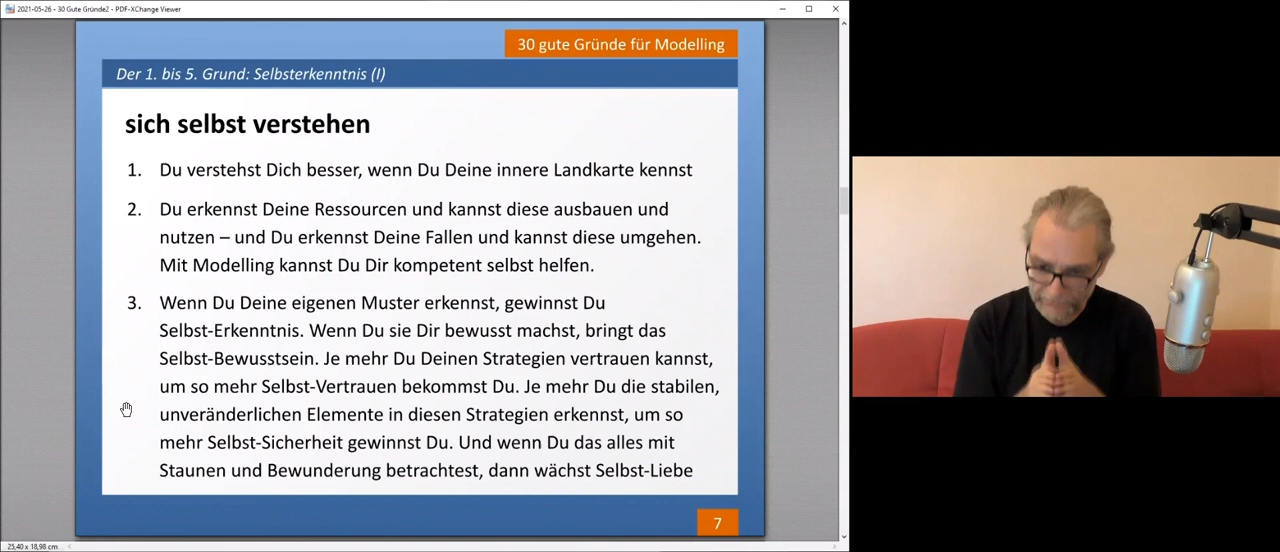 2021-05-26 - 30 Gute Gründe2 - PDF-XChange Viewer
30 gute Gründe für Modelling
Der 1. bis 5. Grund: Selbsterkenntnis (I)
sich selbst verstehen
1. Du verstehst Dich besser, wenn Du Deine innere Landkarte kennst
2. Du erkennst Deine Ressourcen und kannst diese ausbauen und
nutzen – und Du erkennst Deine Fallen und kannst diese umgehen.
Mit Modelling kannst Du Dir kompetent selbst helfen.
3. Wenn Du Deine eigenen Muster erkennst, gewinnst Du
Selbst-Erkenntnis. Wenn Du sie Dir bewusst machst, bringt das
Selbst-Bewusstsein. Je mehr Du Deinen Strategien vertrauen kannst,
um so mehr Selbst-Vertrauen bekommst Du. Je mehr Du die stabilen,
unveränderlichen Elemente in diesen Strategien erkennst, um so
mehr Selbst-Sicherheit gewinnst Du. Und wenn Du das alles mit
Staunen und Bewunderung betrachtest, dann wächst Selbst-Liebe
7
25,40 x 18,98 cm